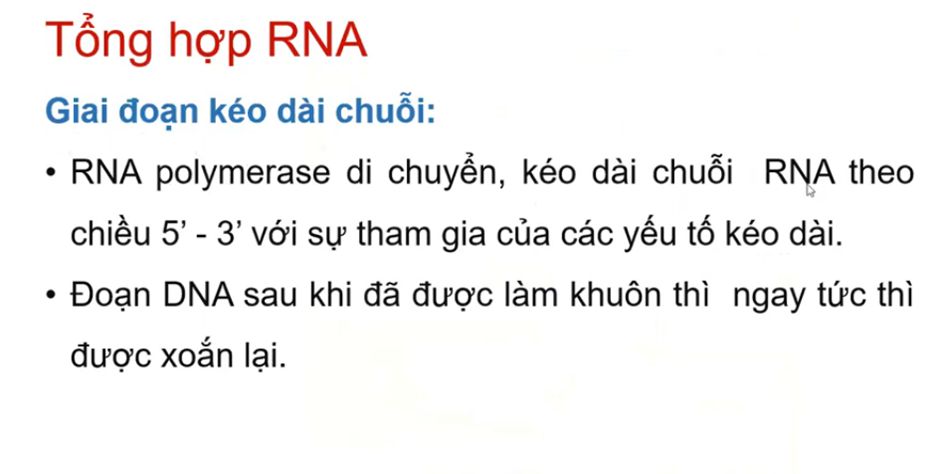 Tổng hợp RNA
Giai đoạn kéo dài chuỗi:
• RNA polymerase di chuyển, kéo dài chuỗi RNA theo
chiều 5’ - 3’ với sự tham gia của các yếu tố kéo dài.
• Đoạn DNA sau khi đã được làm khuôn thì ngay tức thì
được xoắn lại.